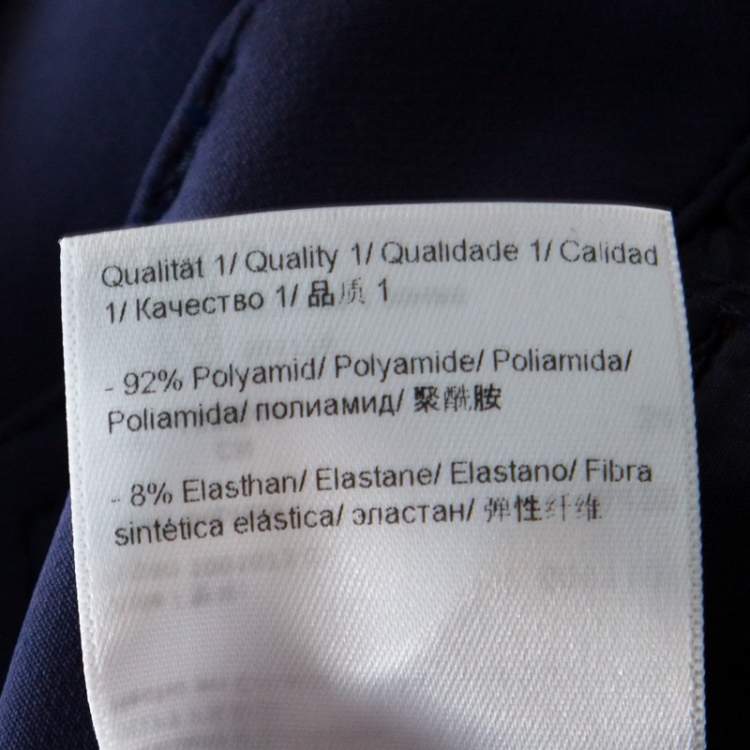 Qualität 1/ Quality 1/ Qualidade 1/ Calidad
1/ Качество 1/ 品质 1
- 92% Polyamid/ Polyamide/ Poliamida/
Poliamida/ полиамид/ 聚酰胺
- 8% Elasthan/ Elastane/ Elastano/ Fibra
sintética elástica/ эластан/ 弹性纤维